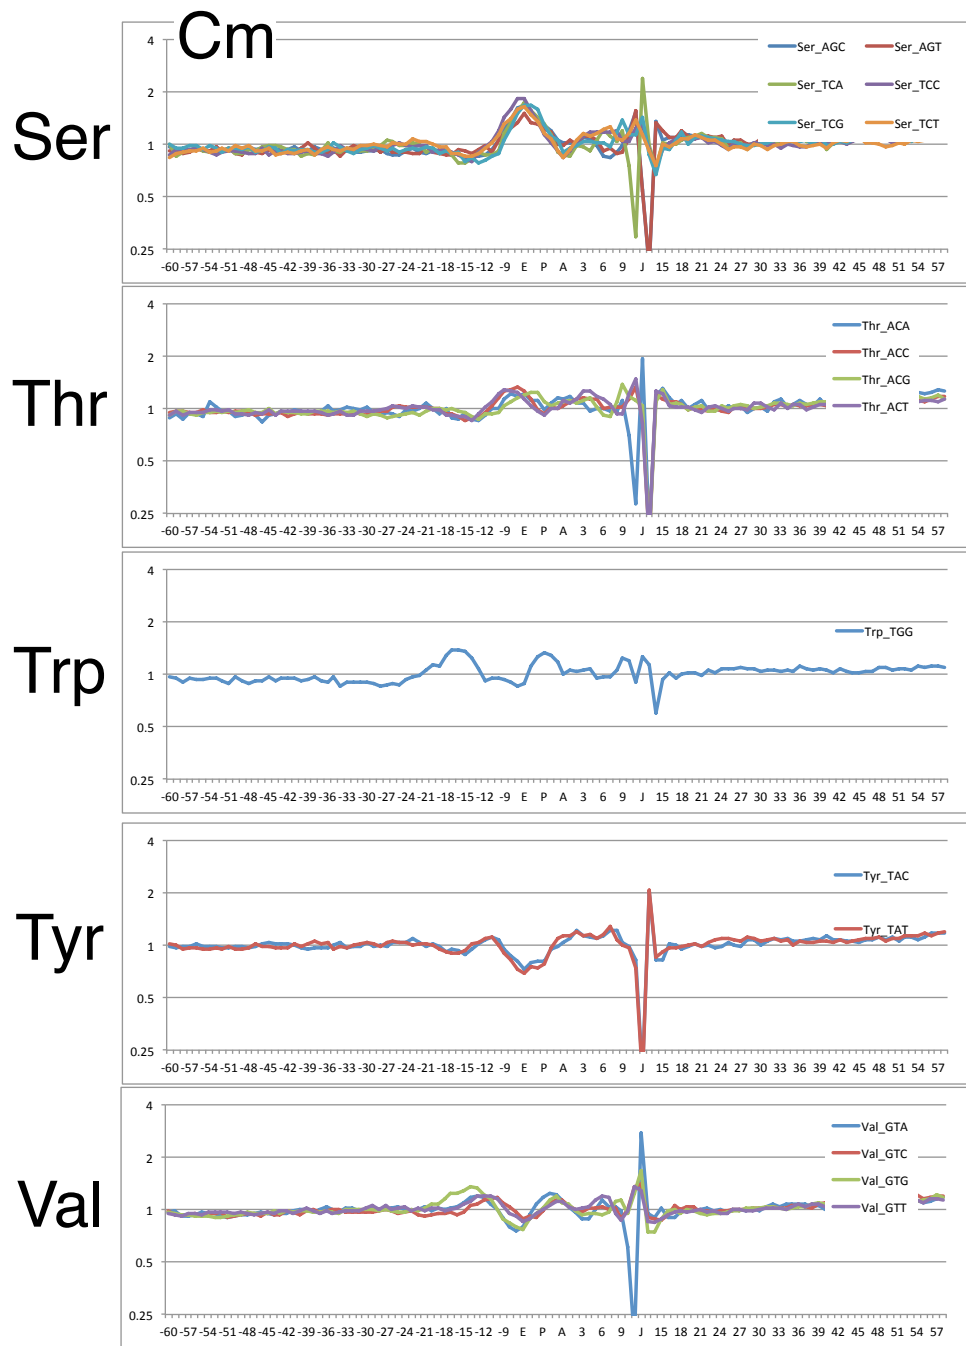 Cm
Ser
4
2
1
0.5
0.25
Ser_AGC Ser_AGT
Ser_TCA Ser_TCC
Ser_TCG Ser_TCT
-60 -57 -54 -51 -48 -45 -42 -39 -36 -33 -30 -27 -24 -21 -18 -15 -12 -9 E P A 3 6 9 J 15 18 21 24 27 30 33 36 39 42 45 48 51 54 57
Thr
4
2
1
0.5
0.25
Thr_ACA
Thr_ACC
Thr_ACG
Thr_ACT
-60 -57 -54 -51 -48 -45 -42 -39 -36 -33 -30 -27 -24 -21 -18 -15 -12 -9 E P A 3 6 9 J 15 18 21 24 27 30 33 36 39 42 45 48 51 54 57
Trp
4
2
1
0.5
0.25
Trp_TGG
-60 -57 -54 -51 -48 -45 -42 -39 -36 -33 -30 -27 -24 -21 -18 -15 -12 -9 E P A 3 6 9 J 15 18 21 24 27 30 33 36 39 42 45 48 51 54 57
Tyr
4
2
1
0.5
0.25
Tyr_TAC
Tyr_TAT
-60 -57 -54 -51 -48 -45 -42 -39 -36 -33 -30 -27 -24 -21 -18 -15 -12 -9 E P A 3 6 9 J 15 18 21 24 27 30 33 36 39 42 45 48 51 54 57
Val
4
2
1
0.5
0.25
Val_GTA
Val_GTC
Val_GTG
Val_GTT
-60 -57 -54 -51 -48 -45 -42 -39 -36 -33 -30 -27 -24 -21 -18 -15 -12 -9 E P A 3 6 9 J 15 18 21 24 27 30 33 36 39 42 45 48 51 54 57